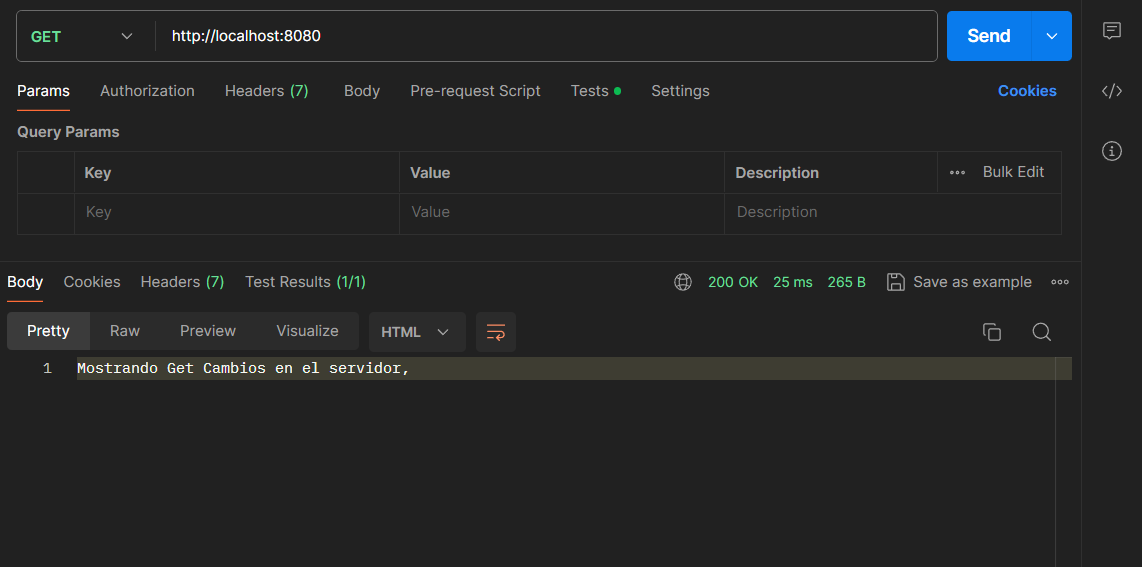 GET http://localhost:8080 Send
Params Authorization Headers (7) Body Pre-request Script Tests Settings Cookies
Query Params
Key Value Description Bulk Edit
Key Value Description
Body Cookies Headers (7) Test Results (1/1) 200 OK 25 ms 265 B Save as example
Pretty Raw Preview Visualize HTML
1 Mostrando Get Cambios en el servidor,